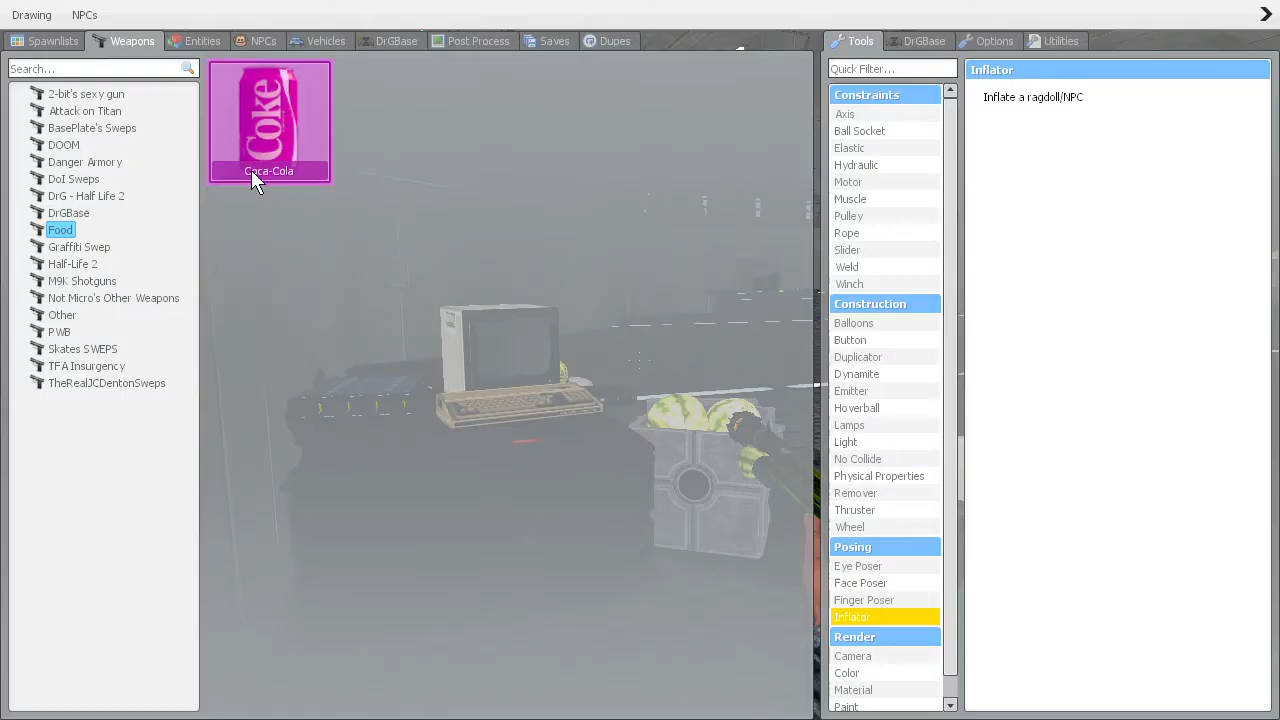 Drawing
NPCs
Spawnlists
Weapons
Entities
NPCs
Vehicles
DrGBase
Post Process
Saves
Dupes
Search...
2-bit's sexy gun
Attack on Titan
BasePlate's Sweps
DOOM
Danger Armory
DoI Sweps
DrG - Half Life 2
DrGBase
Food
Graffiti Swep
Half-Life 2
M9K Shotguns
Not Micro's Other Weapons
Other
PWB
Skates SWEPS
TFA Insurgency
TheRealJCDentonSweps
Coke
Coca-Cola
Tools
DrGBase
Options
Utilities
Quick Filter...
Constraints
Axis
Ball Socket
Elastic
Hydraulic
Motor
Muscle
Pulley
Rope
Slider
Weld
Winch
Construction
Balloons
Button
Duplicator
Dynamite
Emitter
Hoverball
Lamps
Light
No Collide
Physical Properties
Remover
Thruster
Wheel
Posing
Eye Poser
Face Poser
Finger Poser
Inflator
Render
Camera
Color
Material
Paint
Inflator
Inflate a ragdoll/NPC